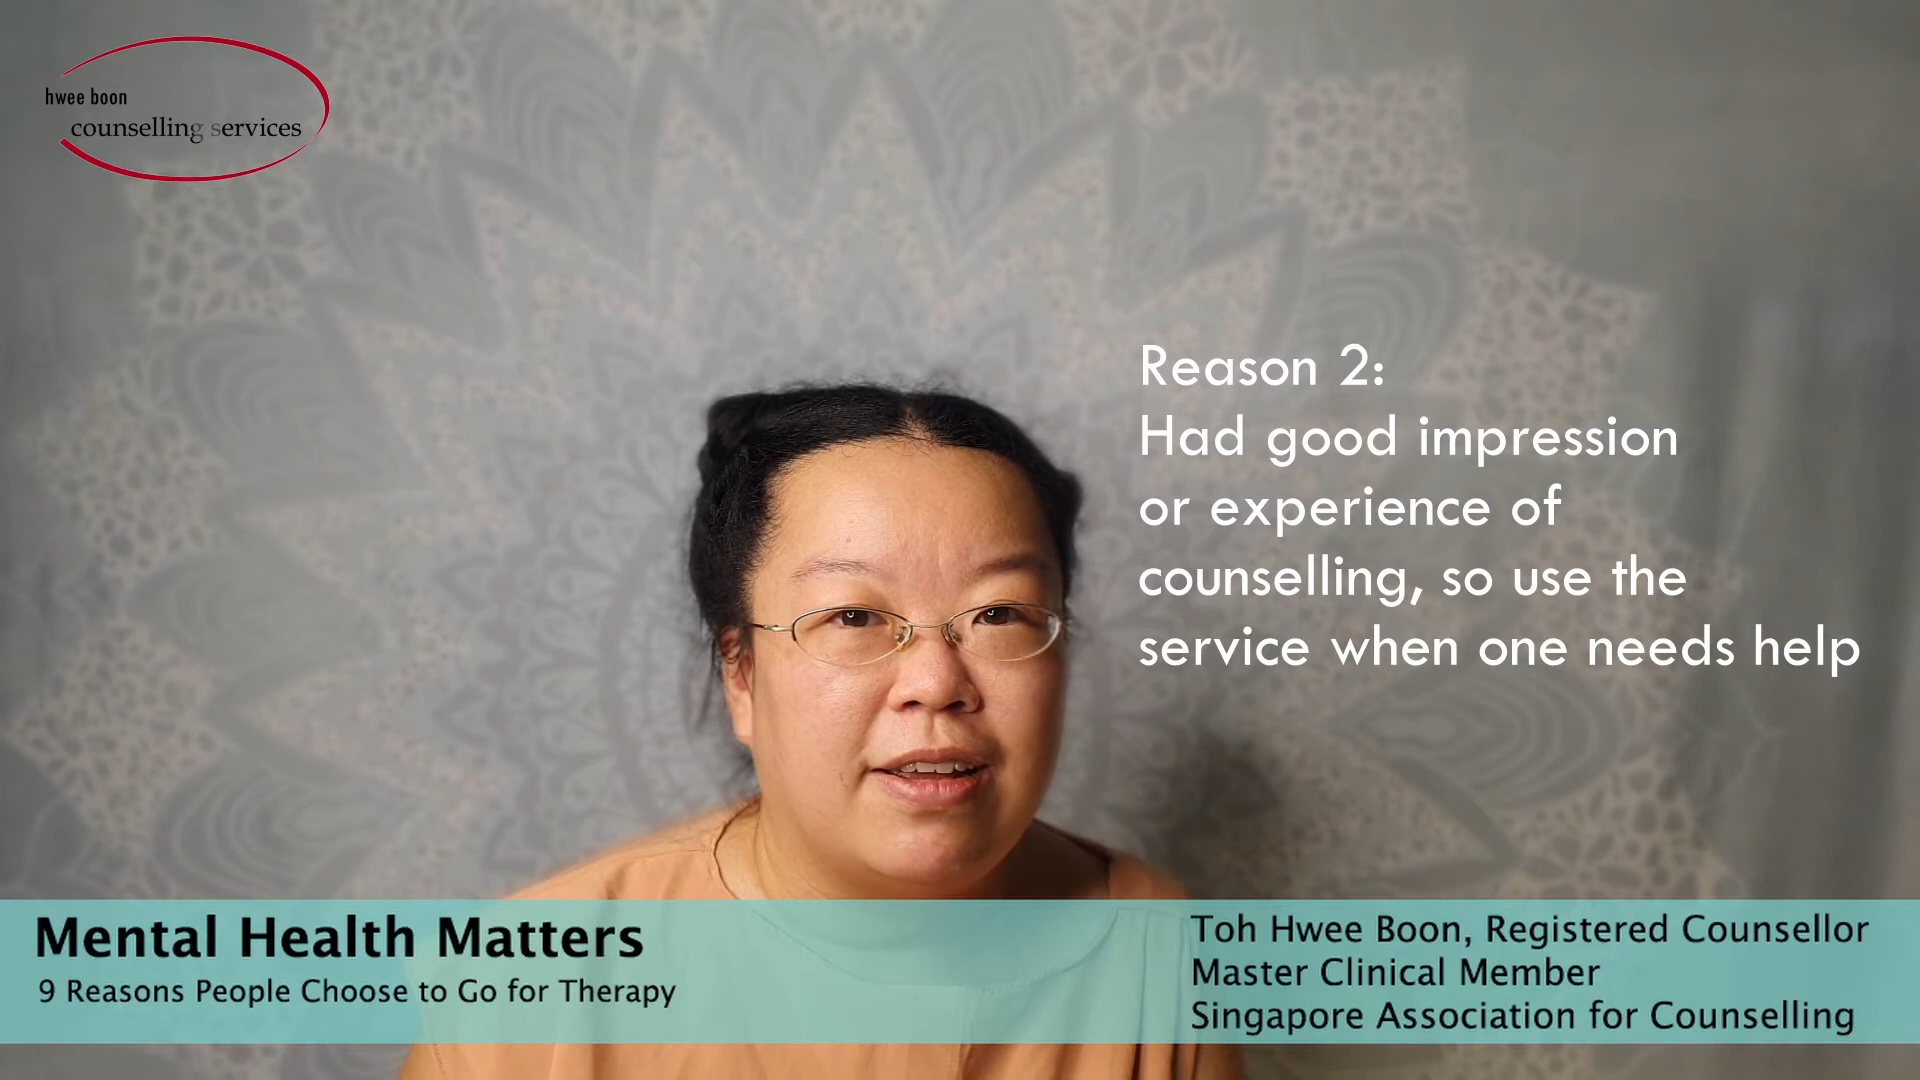 hwee boon
counselling services
Reason 2:
Had good impression
or experience of
counselling, so use the
service when one needs help
Mental Health Matters
9 Reasons People Choose to Go for Therapy
Toh Hwee Boon, Registered Counsellor
Master Clinical Member
Singapore Association for Counselling